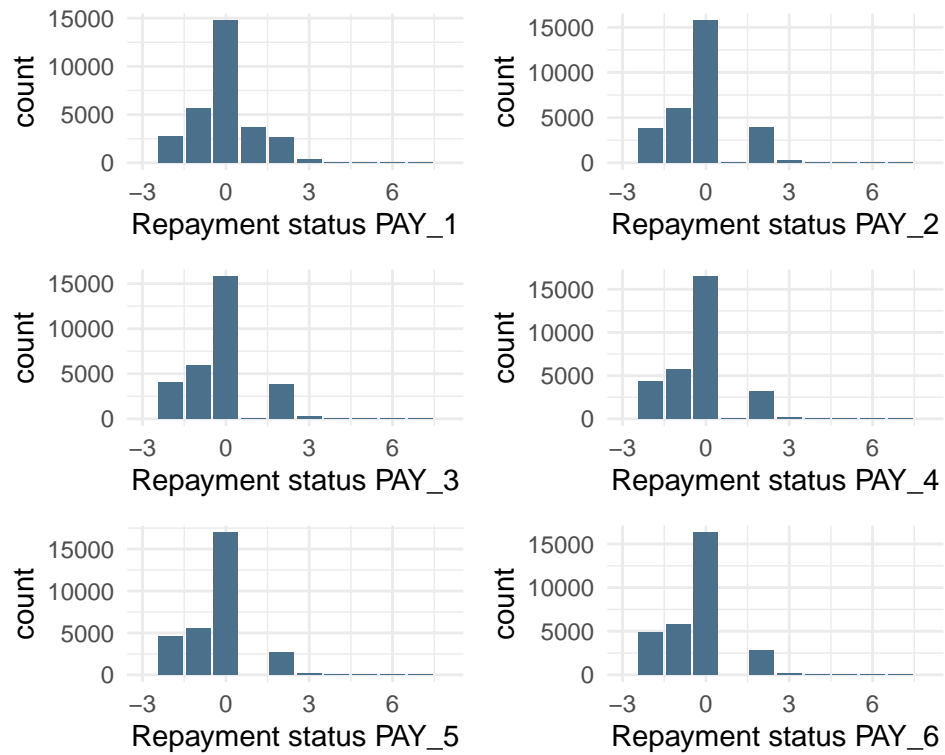 15000
10000
5000
0
count
−3 0 3 6
Repayment status PAY_1
15000
10000
5000
0
count
−3 0 3 6
Repayment status PAY_2
15000
10000
5000
0
count
−3 0 3 6
Repayment status PAY_3
15000
10000
5000
0
count
−3 0 3 6
Repayment status PAY_4
15000
10000
5000
0
count
−3 0 3 6
Repayment status PAY_5
15000
10000
5000
0
count
−3 0 3 6
Repayment status PAY_6